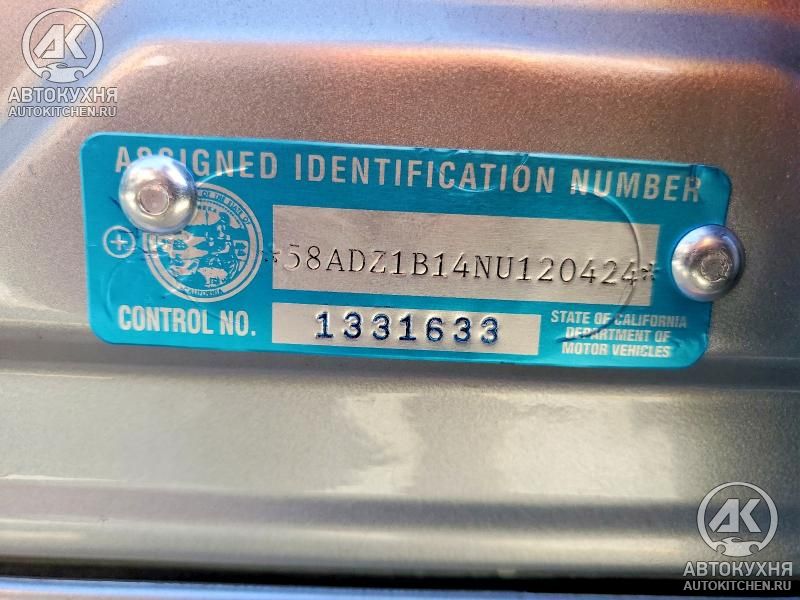 АВТОКУХНЯ
AUTOKITCHEN.RU
ASSIGNED IDENTIFICATION NUMBER
*58ADZ1B14NU120424*
CALIFORNIA
CONTROL NO. 1331633
STATE OF CALIFORNIA
DEPARTMENT OF
MOTOR VEHICLES
АВТОКУХНЯ
AUTOKITCHEN.RU